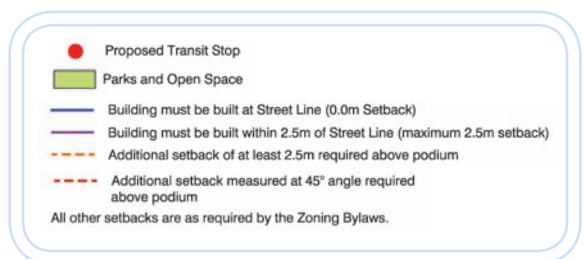 Proposed Transit Stop
Parks and Open Space
Building must be built at Street Line (0.0m Setback)
Building must be built within 2.5m of Street Line (maximum 2.5m setback)
Additional setback of at least 2.5m required above podium
Additional setback measured at 45° angle required
above podium
All other setbacks are as required by the Zoning Bylaws.